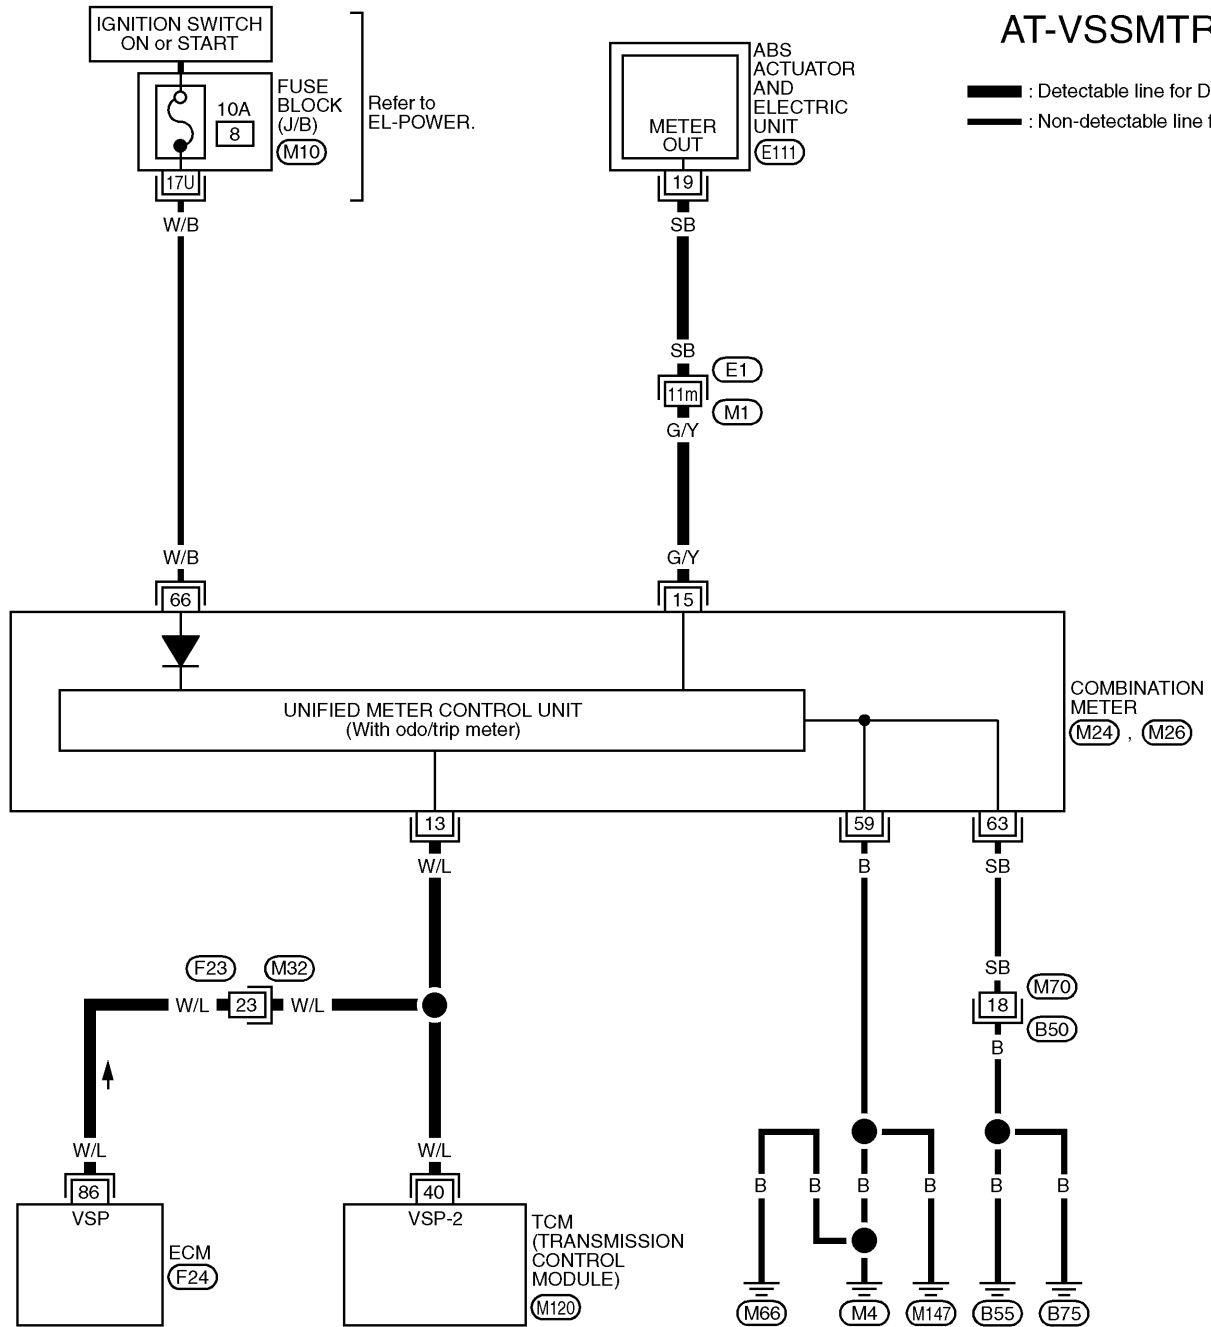 AT-VSSMTR
: Detectable line for D
: Non-detectable line
IGNITION SWITCH
ON or START
10A
8
FUSE
BLOCK
(J/B)
M10
17U
Refer to
EL-POWER.
METER
OUT
ABS
ACTUATOR
AND
ELECTRIC
UNIT
E111
19
W/B
SB
SB
E1
11m
M1
G/Y
W/B
G/Y
66
15
UNIFIED METER CONTROL UNIT
(With odo/trip meter)
COMBINATION
METER
M24 , M26
13
59
63
W/L
B
SB
F23
M32
W/L
23
W/L
SB
M70
18
B50
B
W/L
W/L
86
VSP
ECM
F24
40
VSP-2
TCM
(TRANSMISSION
CONTROL
MODULE)
M120
B
B
B
B
B
B
M66
M4
M147
B55
B75